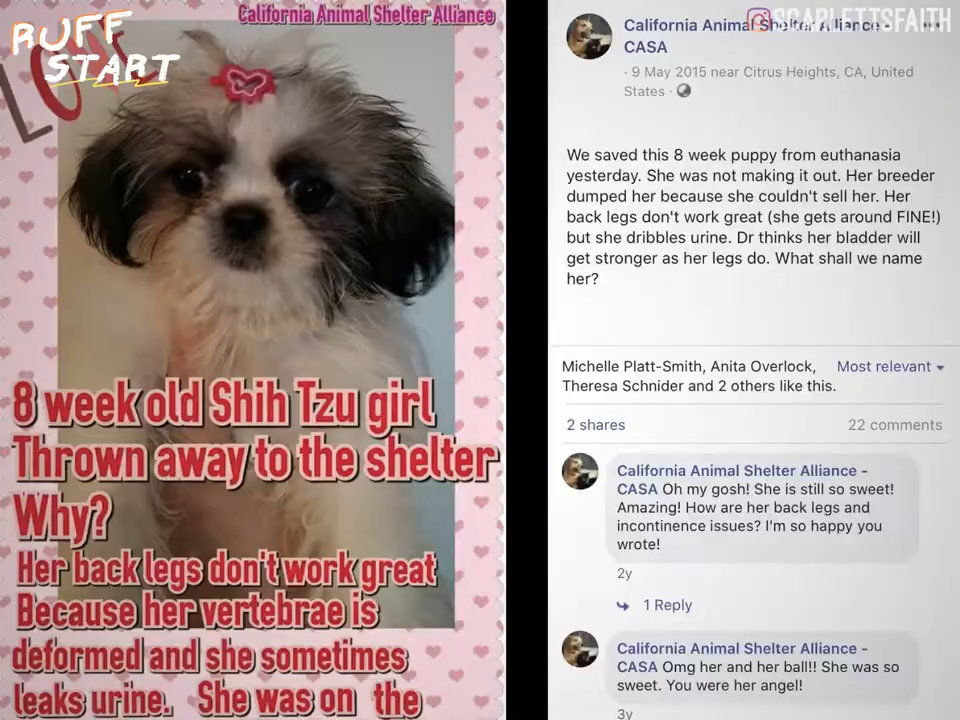 California Animal Shelter Alliance
RUFF
START
LOVE
8 week old Shih Tzu girl
Thrown away to the shelter
Why?
Her back legs don't work great
Because her vertebrae is
deformed and she sometimes
leaks urine. She was on the
SCARLETTSFAITH
California Animal Shelter Alliance -
CASA
· 9 May 2015 near Citrus Heights, CA, United
States ·
We saved this 8 week puppy from euthanasia
yesterday. She was not making it out. Her breeder
dumped her because she couldn't sell her. Her
back legs don't work great (she gets around FINE!)
but she dribbles urine. Dr thinks her bladder will
get stronger as her legs do. What shall we name
her?
Michelle Platt-Smith, Anita Overlock,
Theresa Schnider and 2 others like this.
Most relevant
2 shares
22 comments
California Animal Shelter Alliance -
CASA Oh my gosh! She is still so sweet!
Amazing! How are her back legs and
incontinence issues? I'm so happy you
wrote!
2y
1 Reply
California Animal Shelter Alliance -
CASA Omg her and her ball!! She was so
sweet. You were her angel!
3y